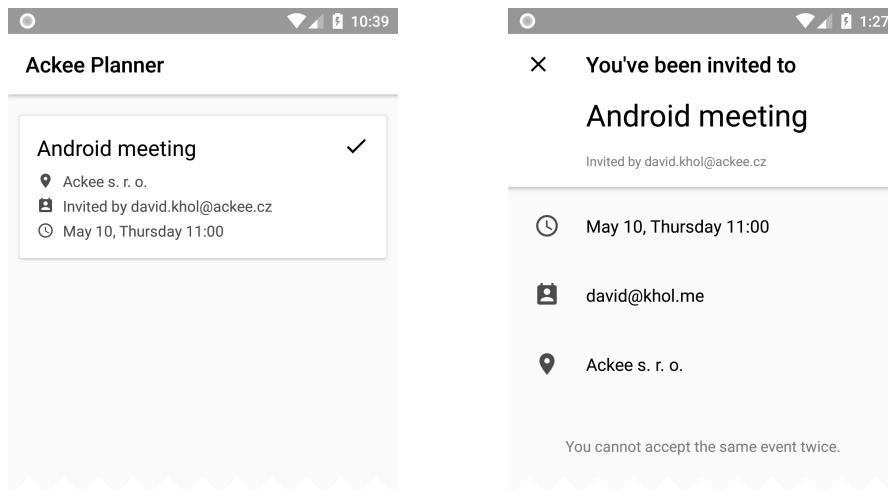 10:39
Ackee Planner
Android meeting
Ackee s. r. o.
Invited by david.khol@ackee.cz
May 10, Thursday 11:00
1:27
You've been invited to
Android meeting
Invited by david.khol@ackee.cz
May 10, Thursday 11:00
david@khol.me
Ackee s. r. o.
You cannot accept the same event twice.